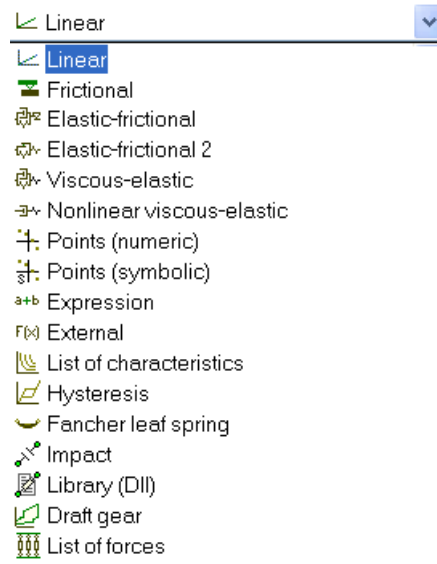 Linear
Linear
Frictional
Elastic-frictional
Elastic-frictional 2
Viscous-elastic
Nonlinear viscous-elastic
Points (numeric)
Points (symbolic)
a+b Expression
F(x) External
List of characteristics
Hysteresis
Fancher leaf spring
Impact
Library (Dll)
Draft gear
List of forces